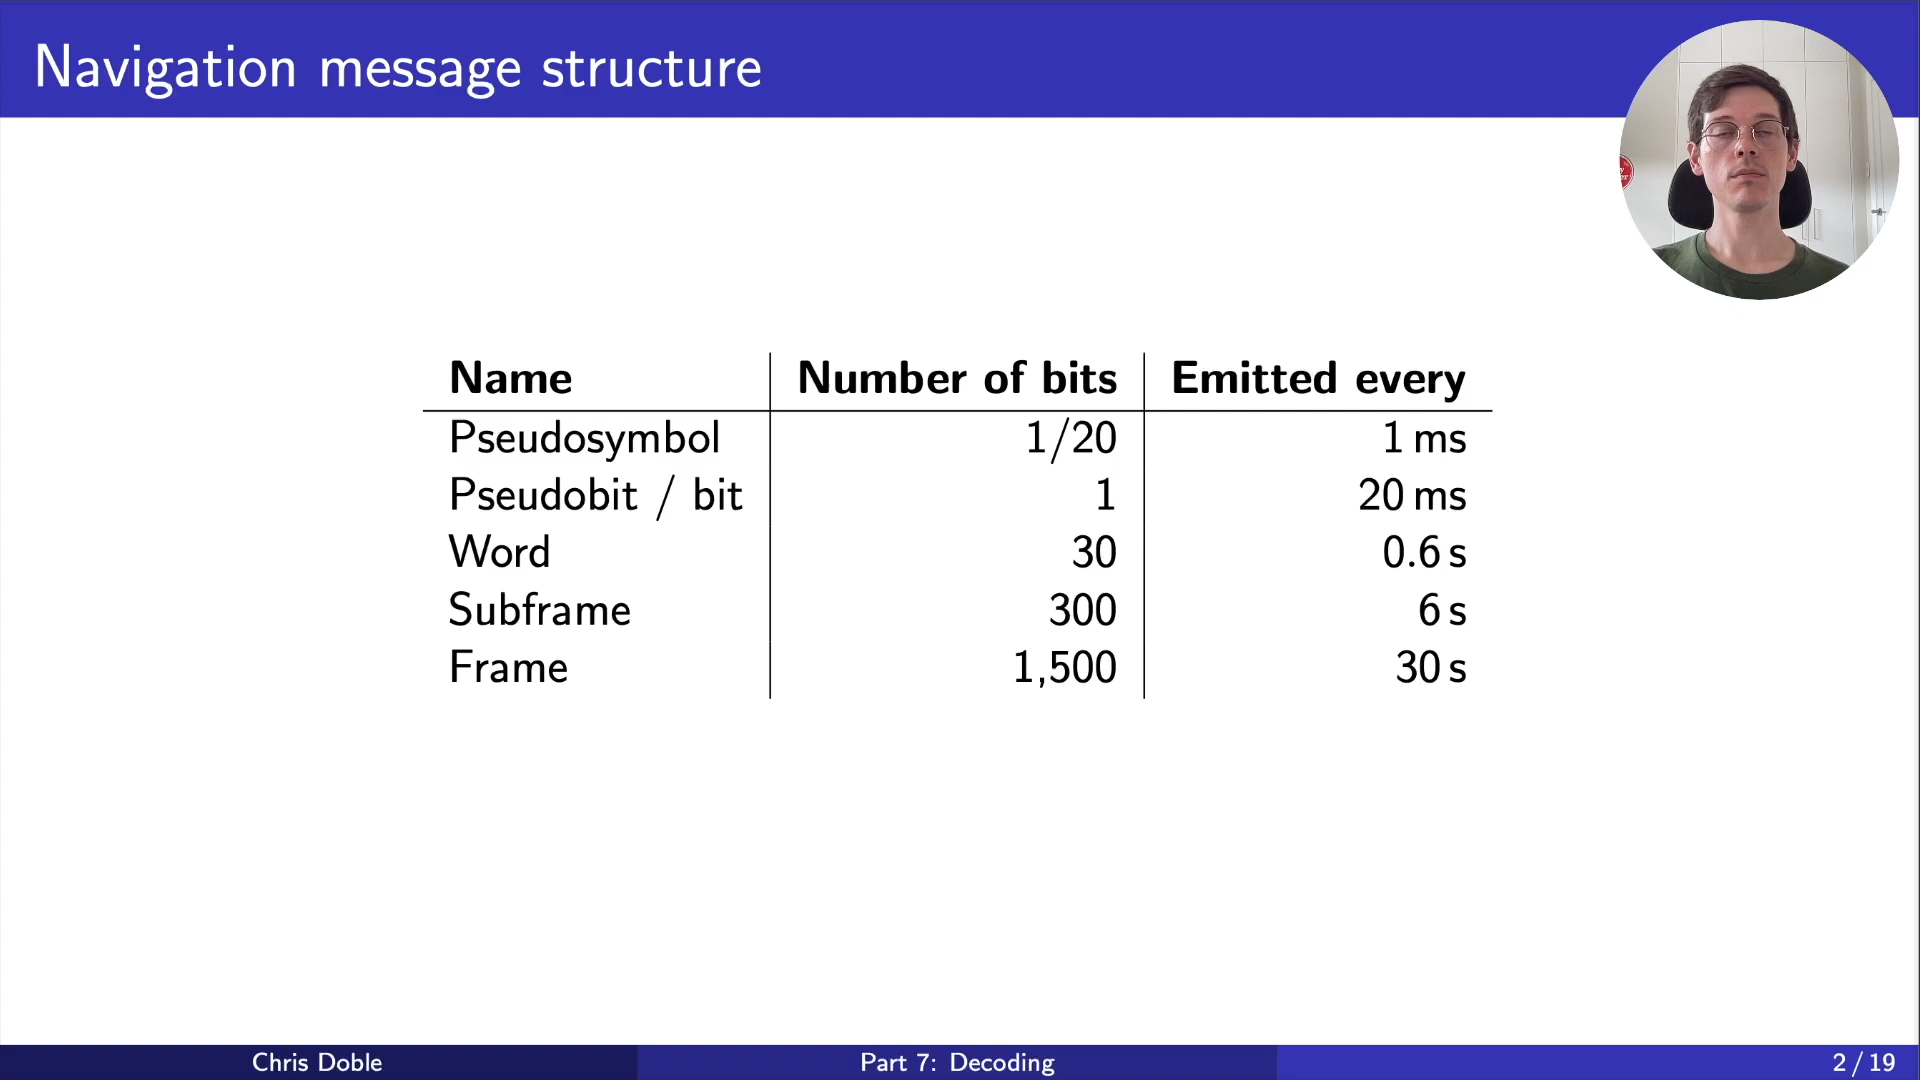 Navigation message structure
Name Number of bits Emitted every
Pseudosymbol 1/20 1 ms
Pseudobit / bit 1 20 ms
Word 30 0.6 s
Subframe 300 6 s
Frame 1,500 30 s
Chris Doble Part 7: Decoding 2 / 19